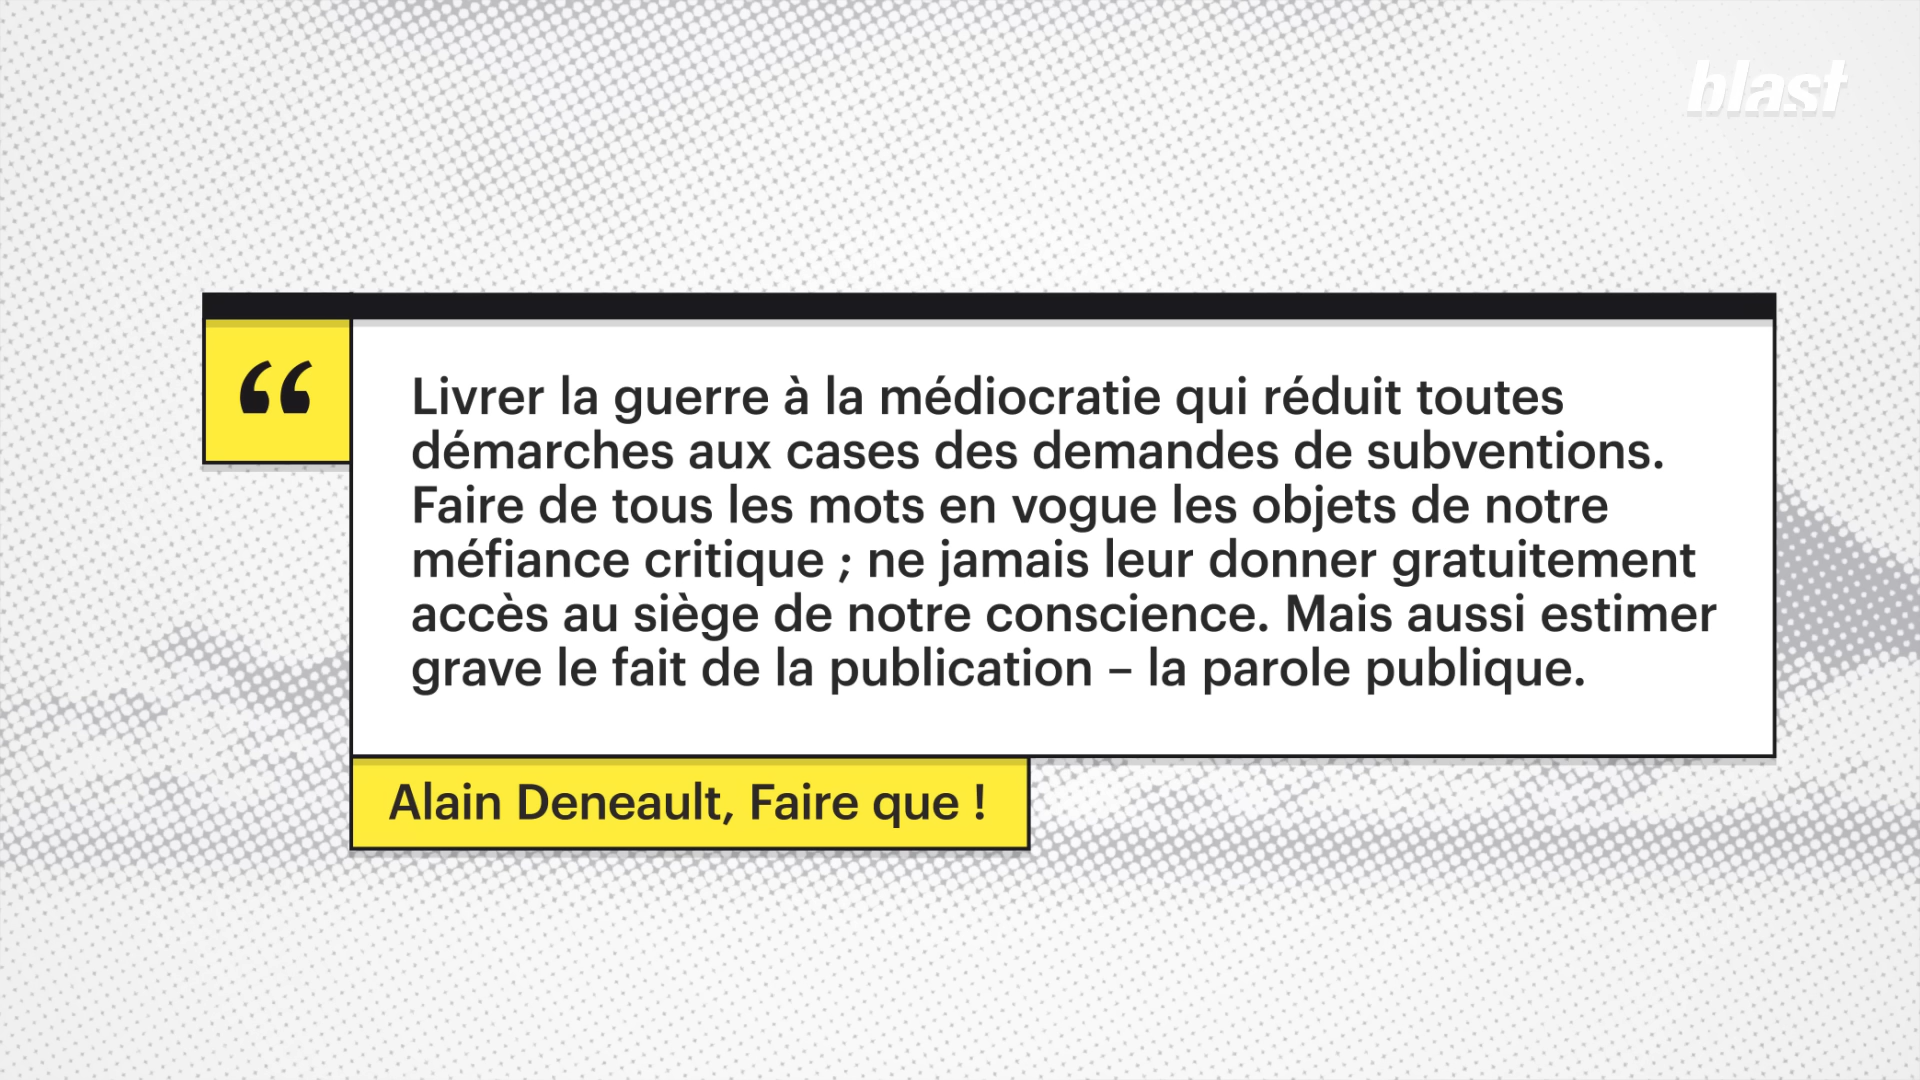 blast
“
Livrer la guerre à la médiocratie qui réduit toutes
démarches aux cases des demandes de subventions.
Faire de tous les mots en vogue les objets de notre
méfiance critique ; ne jamais leur donner gratuitement
accès au siège de notre conscience. Mais aussi estimer
grave le fait de la publication – la parole publique.
Alain Deneault, Faire que !